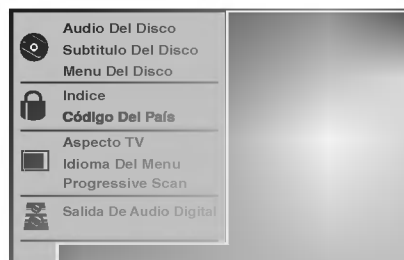 Audio Del Disco
Subtitulo Del Disco
Menu Del Disco
Indice
Código Del País
Aspecto TV
Idioma Del Menu
Progressive Scan
Salida De Audio Digital